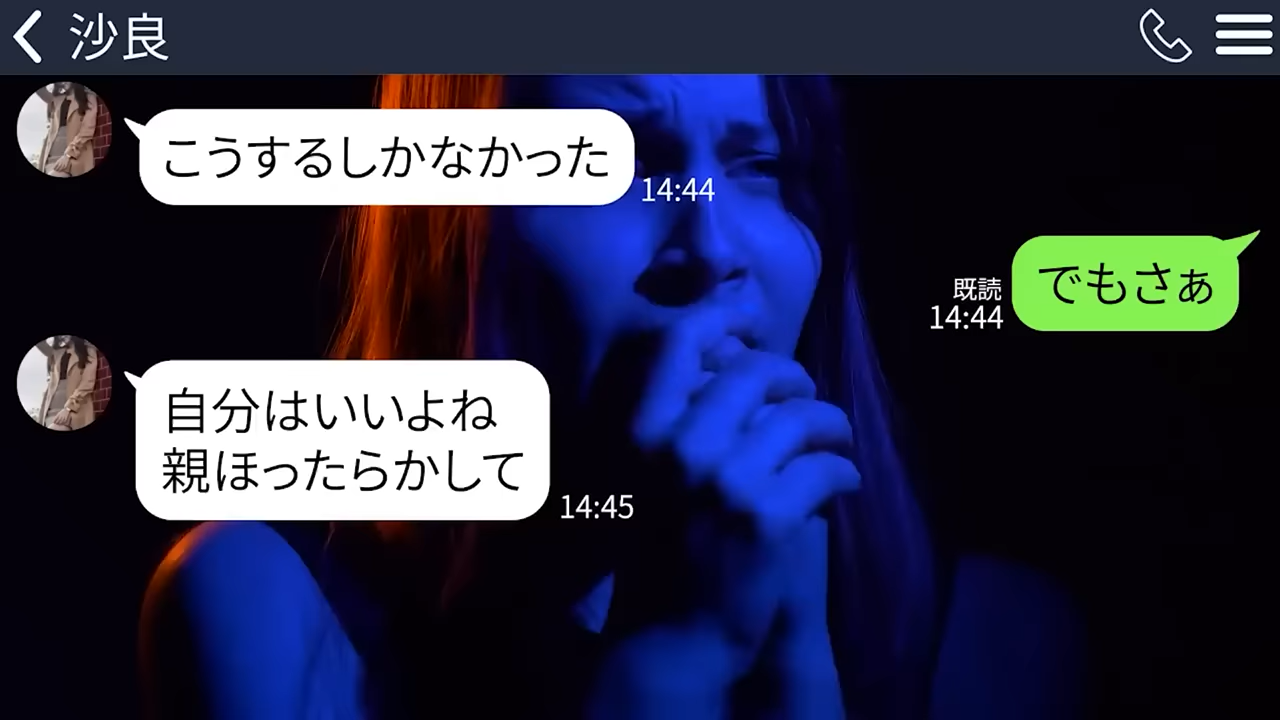 沙良
こうするしかなかった
14:44
でもさぁ
既読
14:44
自分はいいよね
親ほったらかして
14:45